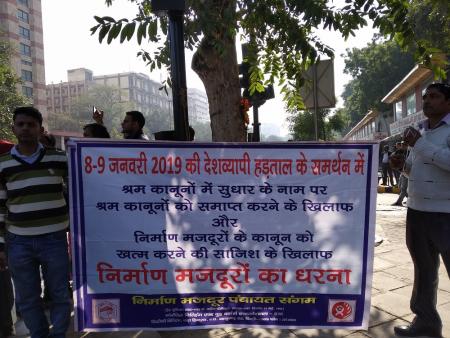 8-9 जनवरी 2019 की देशव्यापी हड़ताल के समर्थन में
श्रम कानूनों में सुधार के नाम पर
श्रम कानूनों को समाप्त करने के खिलाफ
और
निर्माण मजदूरों के कानून को
खत्म करने की साजिश के खिलाफ
निर्माण मजदूरों का धरना
निर्माण मजदूर पंचायत संगम